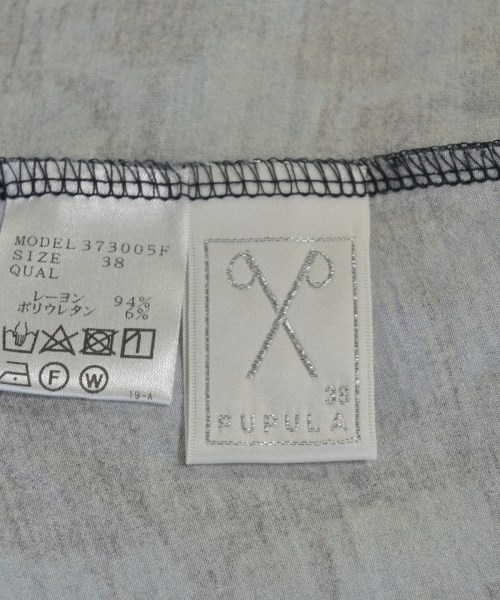 MODEL 373005F
SIZE 38
QUAL
レーヨン 94%
ポリウレタン 6%
W
19-A
38
PUPULA